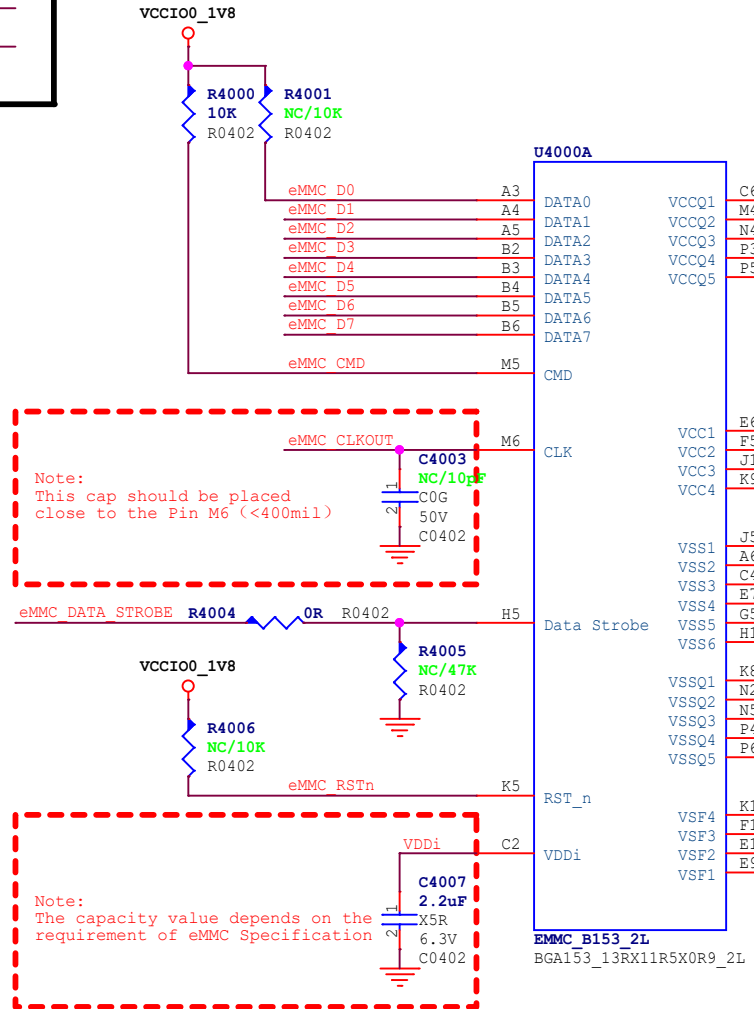 VCCIO0_1V8
R4000
10K
R0402
R4001
NC/10K
R0402
U4000A
eMMC_D0 A3 DATA0
eMMC_D1 A4 DATA1
eMMC_D2 A5 DATA2
eMMC_D3 B2 DATA3
eMMC_D4 B3 DATA4
eMMC_D5 B4 DATA5
eMMC_D6 B5 DATA6
eMMC_D7 B6 DATA7
eMMC_CMD M5 CMD
eMMC_CLKOUT M6 CLK
C4003
NC/10pF
C0G
50V
C0402
1
2
Note:
This cap should be placed
close to the Pin M6 (<400mil)
eMMC_DATA_STROBE R4004 0R R0402 H5 Data Strobe
R4005
NC/47K
R0402
VCCIO0_1V8
R4006
NC/10K
R0402
eMMC_RSTn K5 RST_n
VDDi C2 VDDi
C4007
2.2uF
X5R
6.3V
C0402
1
2
Note:
The capacity value depends on the
requirement of eMMC Specification
VCCQ1
VCCQ2
VCCQ3
VCCQ4
VCCQ5
VCC1
VCC2
VCC3
VCC4
VSS1
VSS2
VSS3
VSS4
VSS5
VSS6
VSSQ1
VSSQ2
VSSQ3
VSSQ4
VSSQ5
VSF4
VSF3
VSF2
VSF1
EMMC_B153_2L
BGA153_13RX11R5X0R9_2L